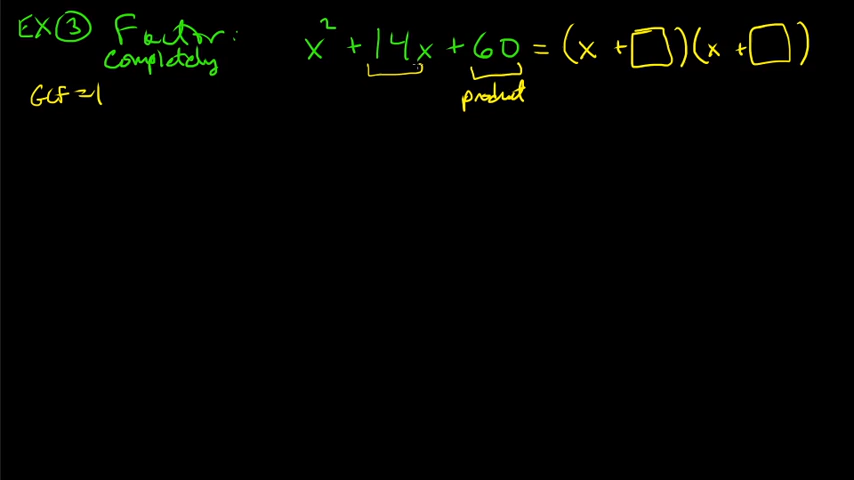 EX ③ Factor: x² + 14x + 60 = (x + □)(x + □)
completely
GCF = 1 product